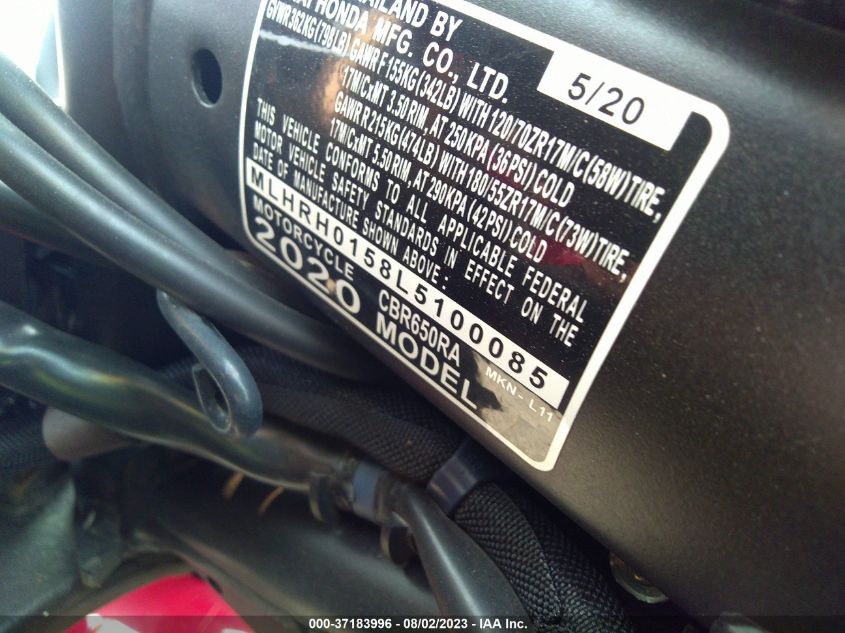 AILAND BY
HONDA MFG. CO., LTD.
5/20
GVWR 362KG (798LB) GAWR F 155KG (342LB) WITH 120/70ZR17M/C(58W) TIRE,
17M/CxMT 3.50 RIM, AT 250KPA (36PSI) COLD
GAWR R 215KG (474LB) WITH 180/55ZR17M/C(73W) TIRE,
17M/CxMT 5.50 RIM, AT 290KPA (42PSI) COLD
THIS VEHICLE CONFORMS TO ALL APPLICABLE FEDERAL
MOTOR VEHICLE SAFETY STANDARDS IN EFFECT ON THE
DATE OF MANUFACTURE SHOWN ABOVE.
MLHRH0158L5100085
MOTORCYCLE CBR650RA MKN-L11
2020 MODEL
000-37183996 - 08/02/2023 - IAA Inc.